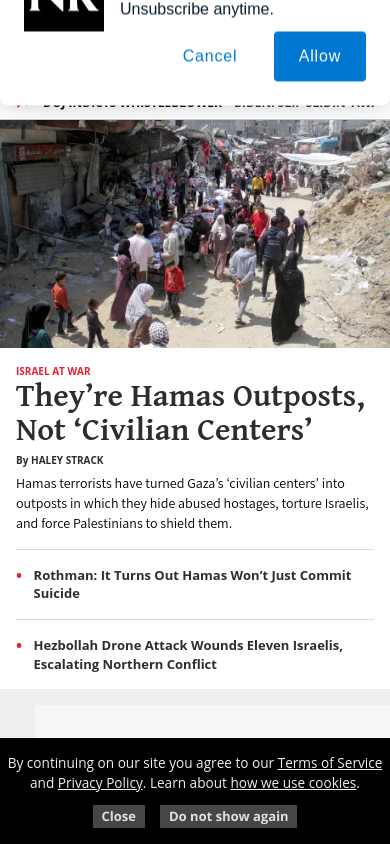 NR
Unsubscribe anytime.
Cancel
Allow
They’re Hamas Outposts,
Not ‘Civilian Centers’
ISRAEL AT WAR
By HALEY STRACK
Hamas terrorists have turned Gaza’s ‘civilian centers’ into
outposts in which they hide abused hostages, torture Israelis,
and force Palestinians to shield them.
Rothman: It Turns Out Hamas Won’t Just Commit
Suicide
Hezbollah Drone Attack Wounds Eleven Israelis,
Escalating Northern Conflict
By continuing on our site you agree to our Terms of Service
and Privacy Policy. Learn about how we use cookies.
Close
Do not show again